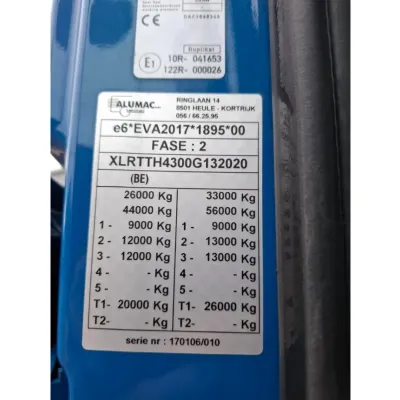 Duplikat
E1
10R- 041653
122R- 000026
ALUMAC
RINGLAAN 14
8501 HEULE - KORTRIJK
056 / 66.25.95
e6*EVA2017*1895*00
FASE : 2
XLRTTH4300G132020
(BE)
26000 Kg 33000 Kg
44000 Kg 56000 Kg
1 - 9000 Kg 1 - 9000 Kg
2 - 12000 Kg 2 - 13000 Kg
3 - 12000 Kg 3 - 13000 Kg
4 - - Kg 4 - - Kg
5 - - Kg 5 - - Kg
T1- 20000 Kg T1- 26000 Kg
T2- - Kg T2- - Kg
serie nr : 170106/010